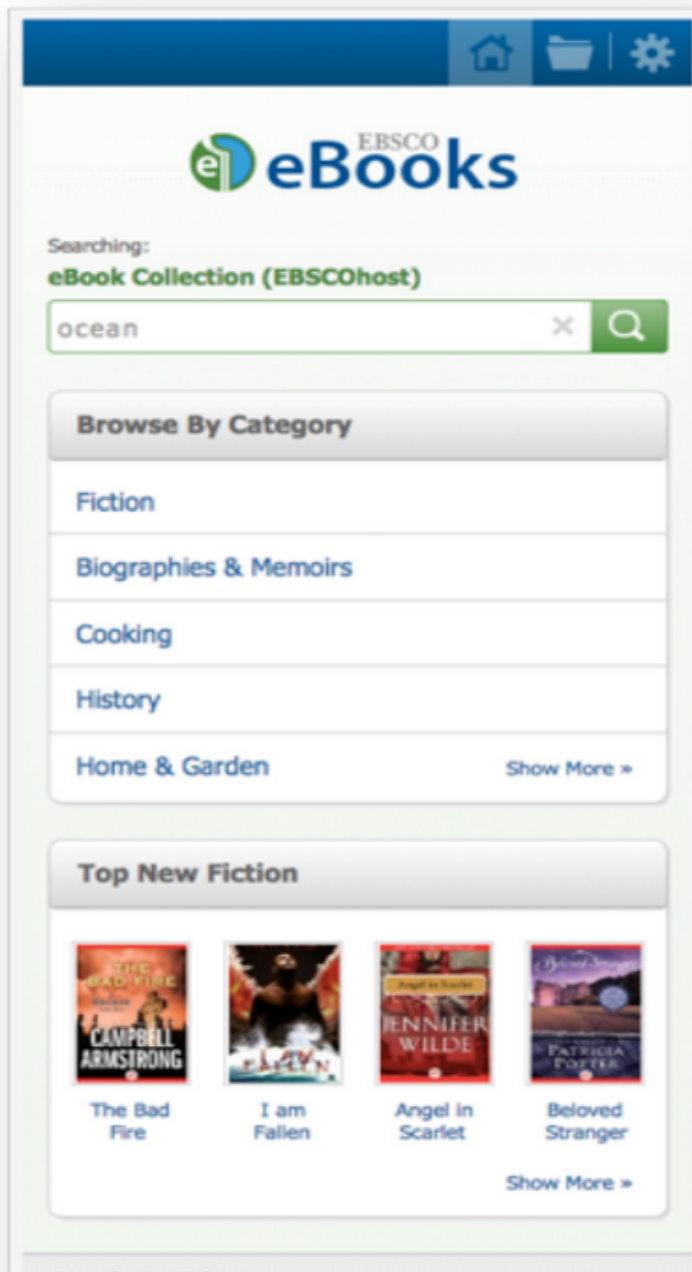 EBSCO
eBooks
Searching:
eBook Collection (EBSCOhost)
ocean
Browse By Category
Fiction
Biographies & Memoirs
Cooking
History
Home & Garden
Show More »
Top New Fiction
THE
BAD FIRE
CAMPBELL
ARMSTRONG
I AM
FALLEN
Angel in Scarlet
JENNIFER
WILDE
Beloved Stranger
PATRICIA
POTTER
The Bad
Fire
I am
Fallen
Angel in
Scarlet
Beloved
Stranger
Show More »